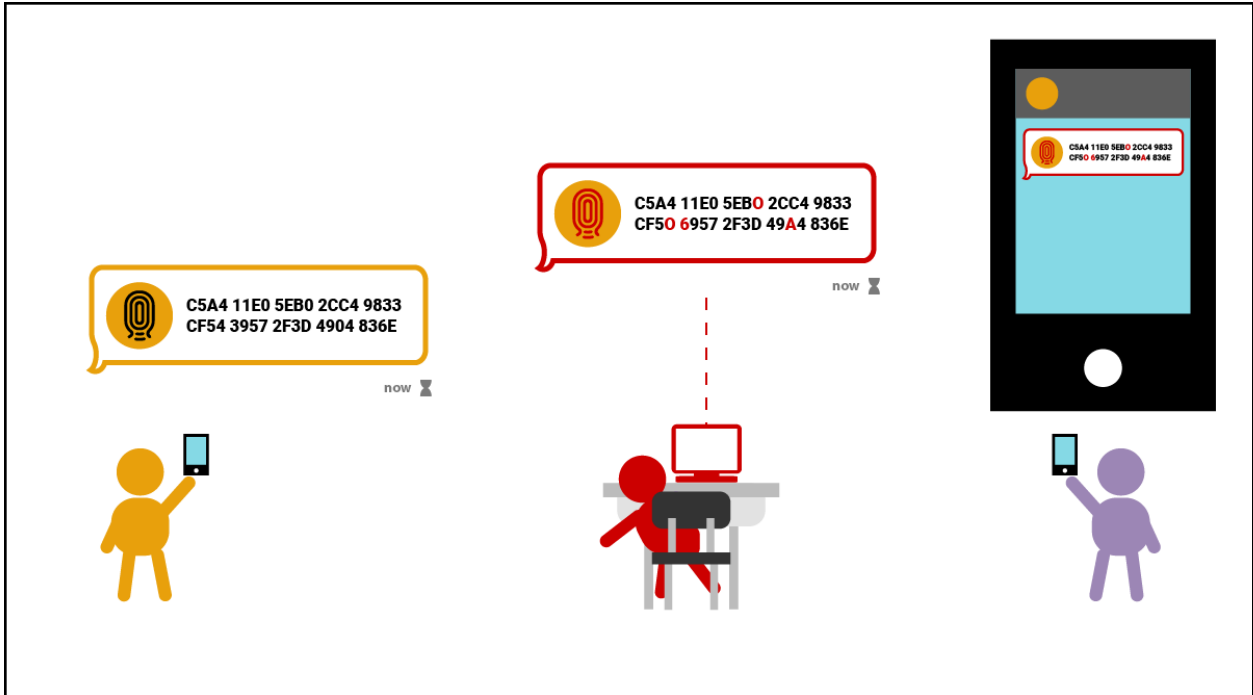 C5A4 11E0 5EB0 2CC4 9833
CF54 3957 2F3D 4904 836E
now
C5A4 11E0 5EBO 2CC4 9833
CF5O 6957 2F3D 49A4 836E
now
C5A4 11E0 5EBO 2CC4 9833
CF5O 6957 2F3D 49A4 836E